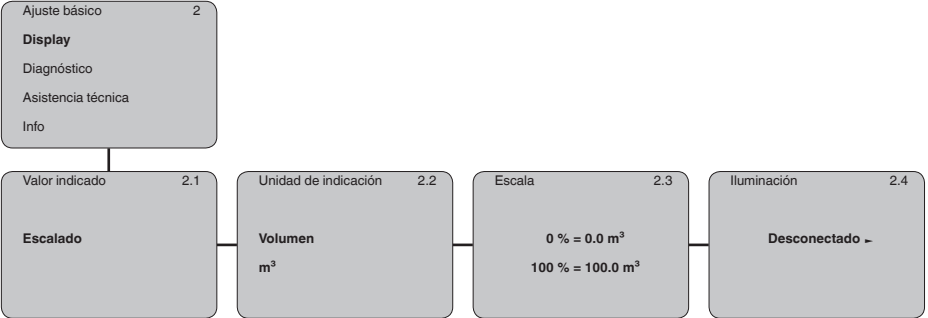 Ajuste básico 2
Display
Diagnóstico
Asistencia técnica
Info
Valor indicado 2.1
Escalado
Unidad de indicación 2.2
Volumen
m³
Escala 2.3
0 % = 0.0 m³
100 % = 100.0 m³
Iluminación 2.4
Desconectado ►